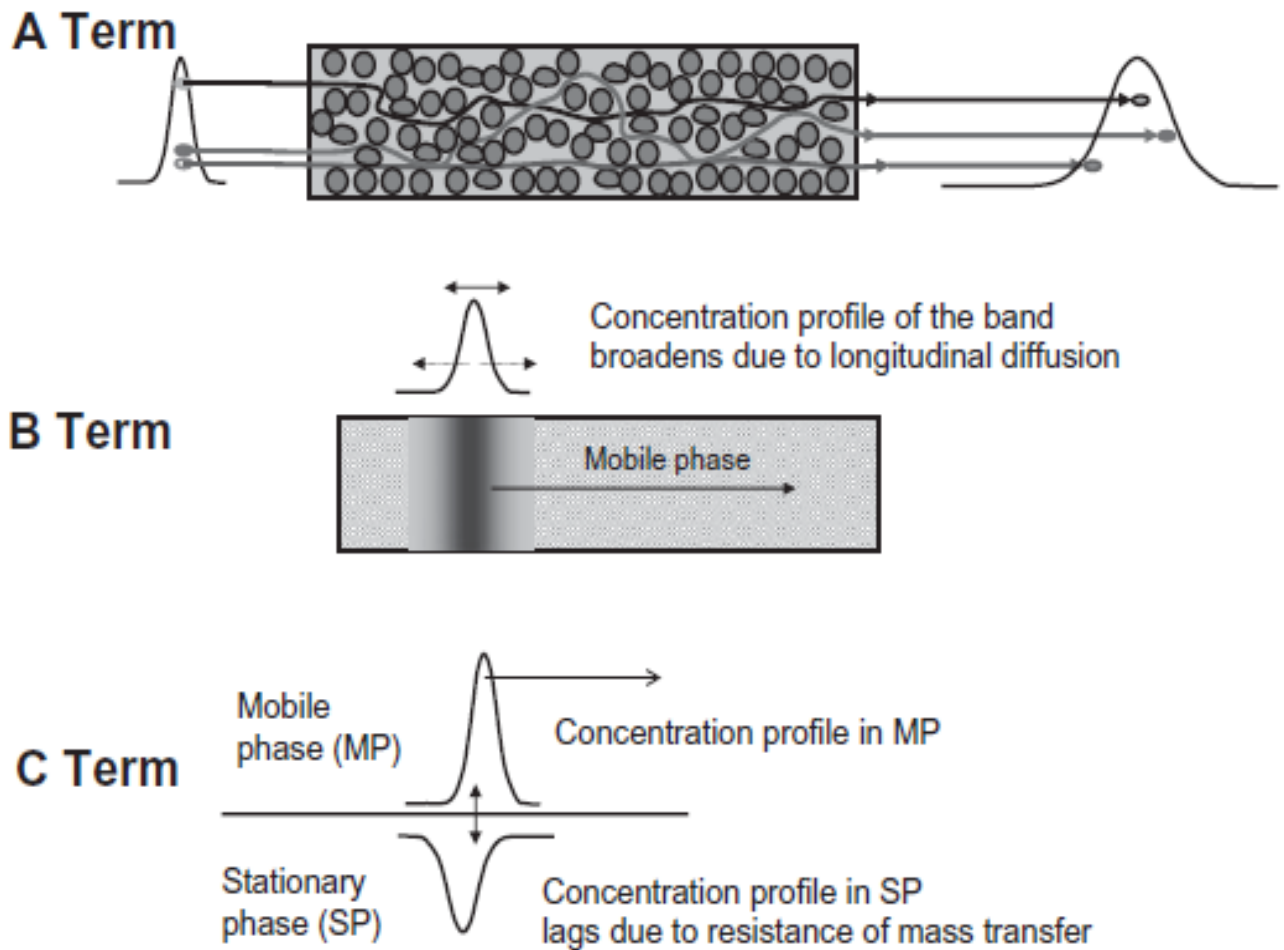 A Term
Concentration profile of the band
broadens due to longitudinal diffusion
B Term
Mobile phase
Mobile
phase (MP)
Concentration profile in MP
C Term
Stationary
phase (SP)
Concentration profile in SP
lags due to resistance of mass transfer